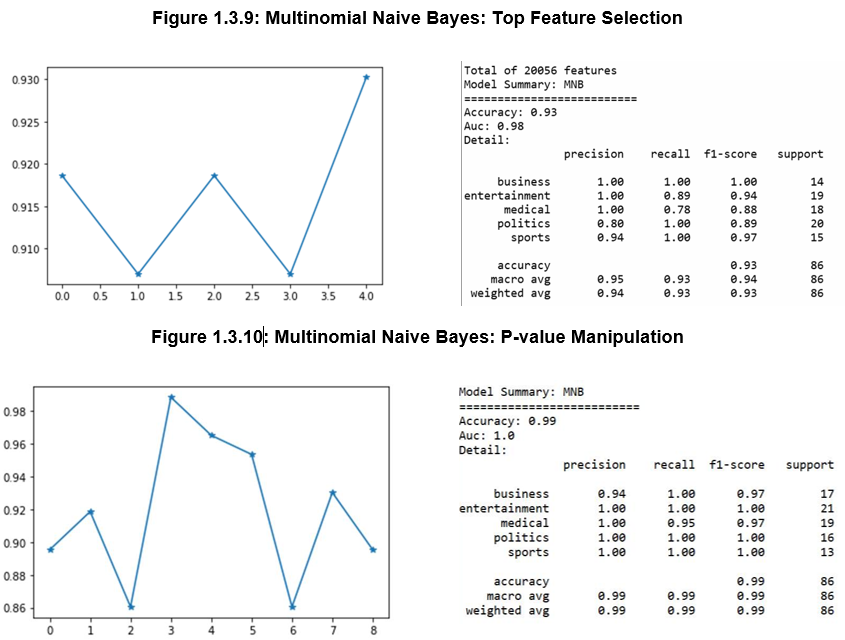 Figure 1.3.9: Multinomial Naive Bayes: Top Feature Selection
0.930
0.925
0.920
0.915
0.910
0.0 0.5 1.0 1.5 2.0 2.5 3.0 3.5 4.0
Total of 20056 features
Model Summary: MNB
==========================
Accuracy: 0.93
Auc: 0.98
Detail:
precision recall f1-score support
business 1.00 1.00 1.00 14
entertainment 1.00 0.89 0.94 19
medical 1.00 0.78 0.88 18
politics 0.80 1.00 0.89 20
sports 0.94 1.00 0.97 15
accuracy 0.93 86
macro avg 0.95 0.93 0.94 86
weighted avg 0.94 0.93 0.93 86
Figure 1.3.10: Multinomial Naive Bayes: P-value Manipulation
0.98
0.96
0.94
0.92
0.90
0.88
0.86
0 1 2 3 4 5 6 7 8
Model Summary: MNB
==========================
Accuracy: 0.99
Auc: 1.0
Detail:
precision recall f1-score support
business 0.94 1.00 0.97 17
entertainment 1.00 1.00 1.00 21
medical 1.00 0.95 0.97 19
politics 1.00 1.00 1.00 16
sports 1.00 1.00 1.00 13
accuracy 0.99 86
macro avg 0.99 0.99 0.99 86
weighted avg 0.99 0.99 0.99 86